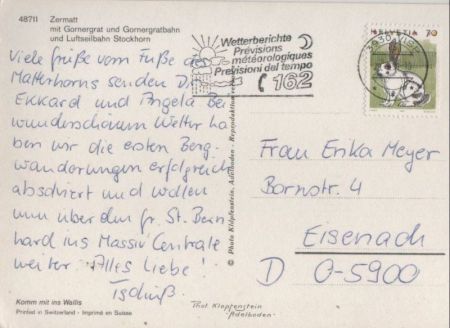 48711 Zermatt
mit Gornergrat und Gornergratbahn
und Luftseilbahn Stockhorn
Viele Grüße vom Fuße des
Matterhorns senden Dir
Ekkard und Angela. Bei
wunderschönem Wetter ha-
ben wir die ersten Berg-
wanderungen erfolgreich
absolviert und wollen
nun über den gr. St. Bern-
hard ins Massiv Centrale
weiter. Alles Liebe!
Tschüß.
Komm mit ins Wallis
Printed in Switzerland - Imprimé en Suisse
© Photo Klopfenstein, Adelboden - Reproduktion
Wetterberichte
Prévisions
météorologiques
Previsioni del tempo
162
HELVETIA 70
Frau Erika Meyer
Bornstr. 4
Eisenach
D O-5900
Phot. Klopfenstein
Adelboden